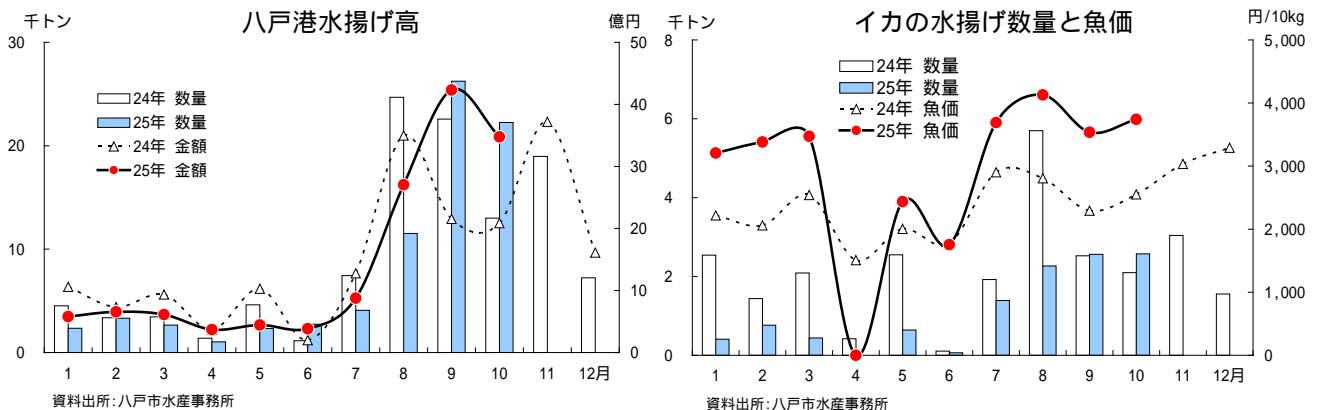 八戸港水揚げ高
千トン
億円
30
20
10
0
50
40
30
20
10
0
24年 数量
25年 数量
24年 金額
25年 金額
1 2 3 4 5 6 7 8 9 10 11 12月
資料出所:八戸市水産事務所
イカの水揚げ数量と魚価
千トン
円/10kg
8
6
4
2
0
5,000
4,000
3,000
2,000
1,000
0
24年 数量
25年 数量
24年 魚価
25年 魚価
1 2 3 4 5 6 7 8 9 10 11 12月
資料出所:八戸市水産事務所